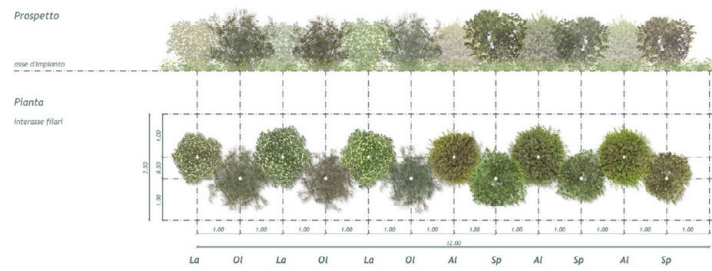 Prospetto
asse d'impianto
Pianta
interasse filari
1.00
2.50
0.50
1.00
1.00 1.00 1.00 1.00 1.00 1.00 1.00 1.00 1.00 1.00 1.00 1.00
12.00
La Ol La Ol La Ol Al Sp Al Sp Al Sp